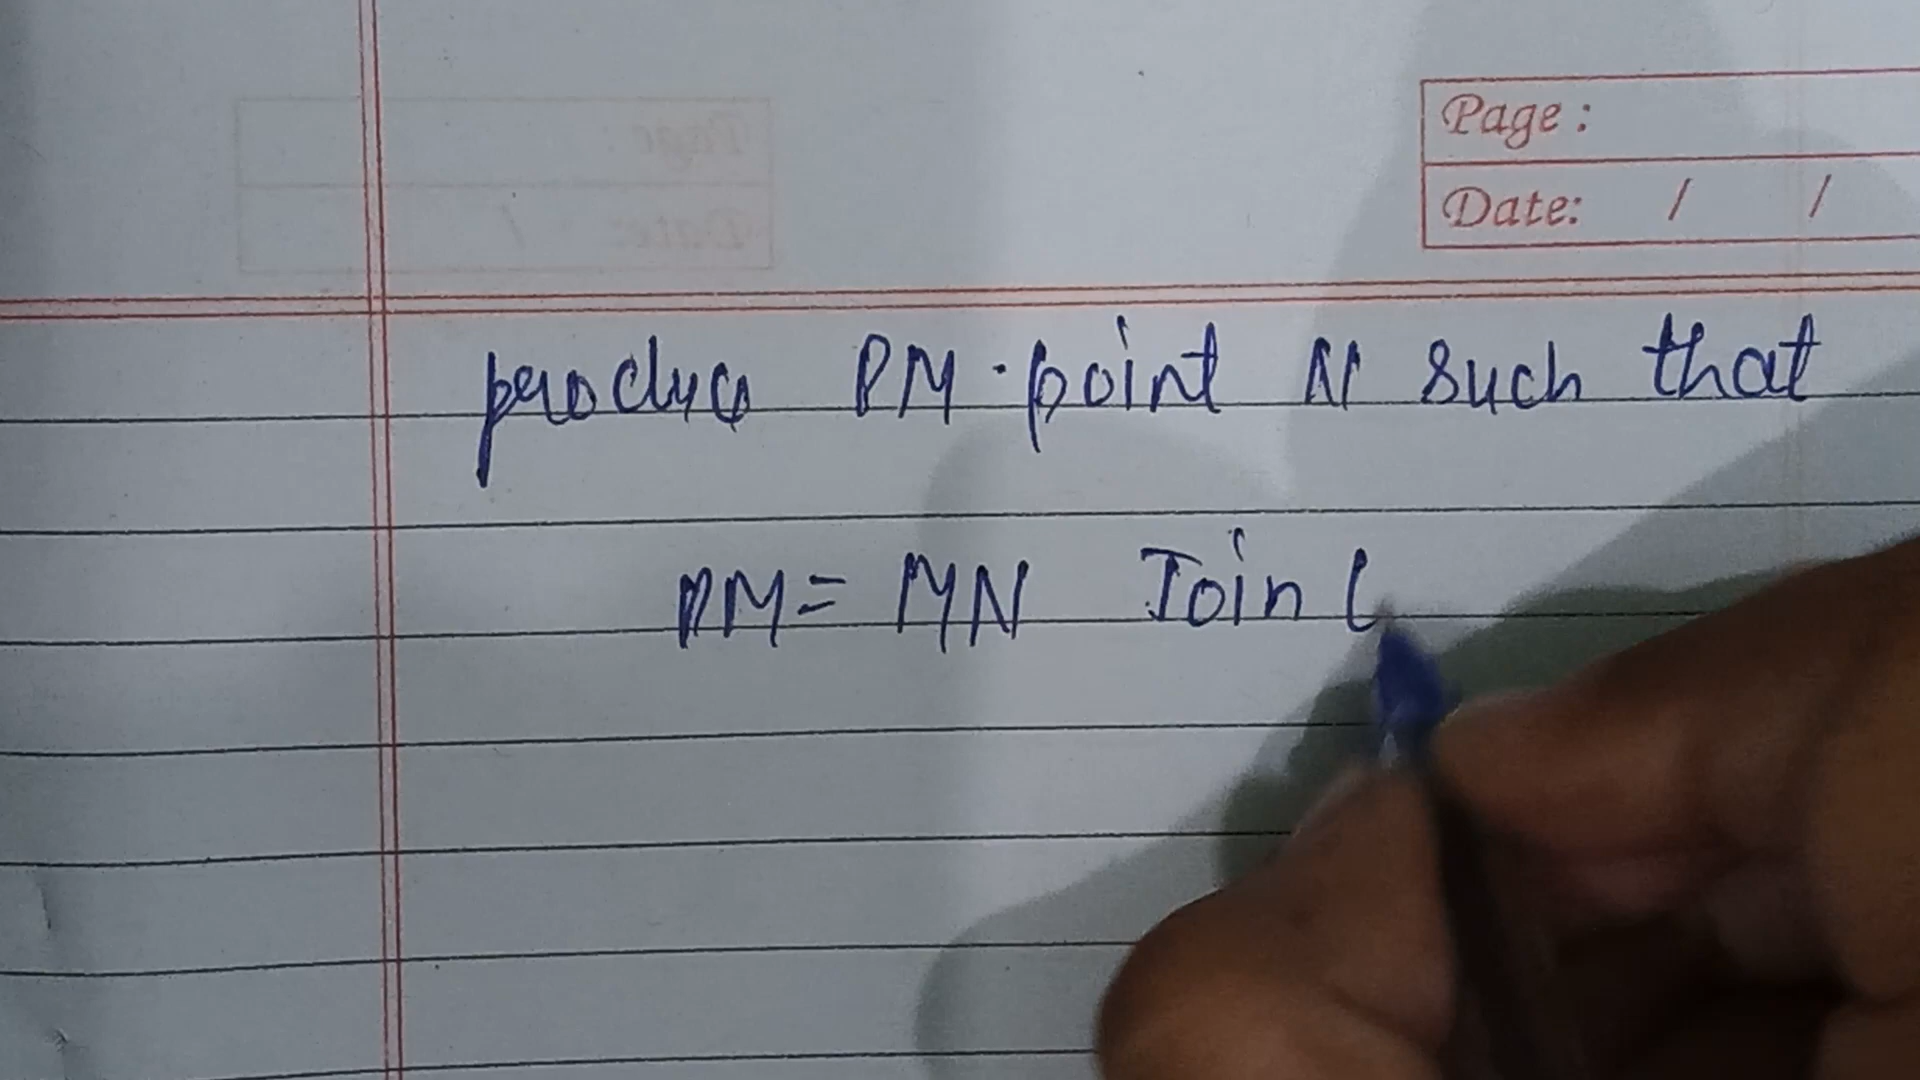 Page :
Date: / /
produce PM. point N such that
PM = MN Join